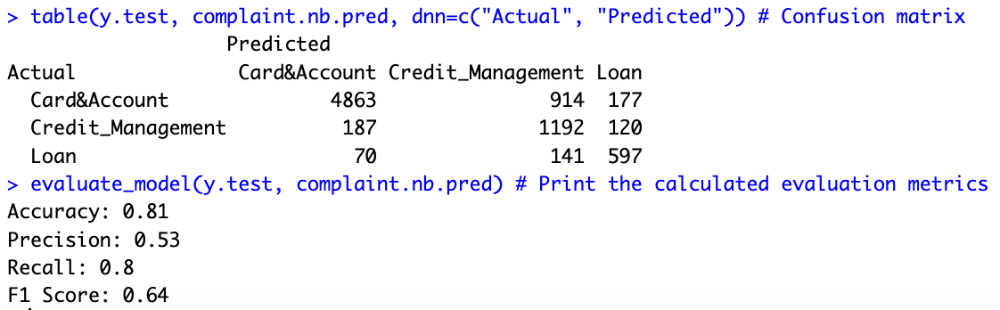 > table(y.test, complaint.nb.pred, dnn=c("Actual", "Predicted")) # Confusion matrix
Predicted
Actual Card&Account Credit_Management Loan
Card&Account 4863 914 177
Credit_Management 187 1192 120
Loan 70 141 597
> evaluate_model(y.test, complaint.nb.pred) # Print the calculated evaluation metrics
Accuracy: 0.81
Precision: 0.53
Recall: 0.8
F1 Score: 0.64